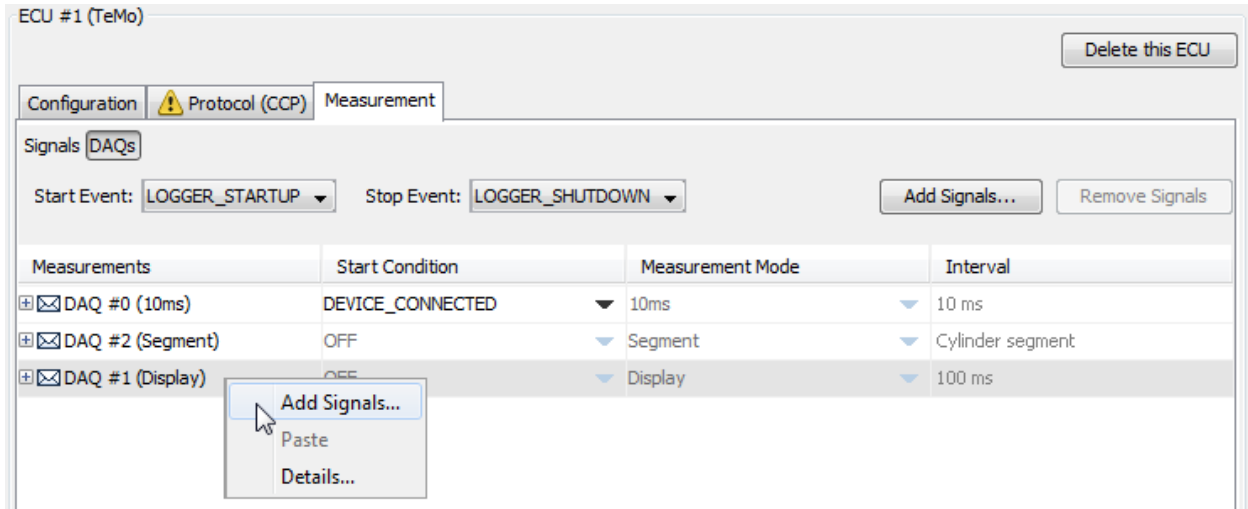 ECU #1 (TeMo)
Delete this ECU
Configuration Protocol (CCP) Measurement
Signals DAQs
Start Event: LOGGER_STARTUP Stop Event: LOGGER_SHUTDOWN Add Signals... Remove Signals
Measurements Start Condition Measurement Mode Interval
DAQ #0 (10ms) DEVICE_CONNECTED 10ms 10 ms
DAQ #2 (Segment) OFF Segment Cylinder segment
DAQ #1 (Display) OFF Display 100 ms
Add Signals...
Paste
Details...